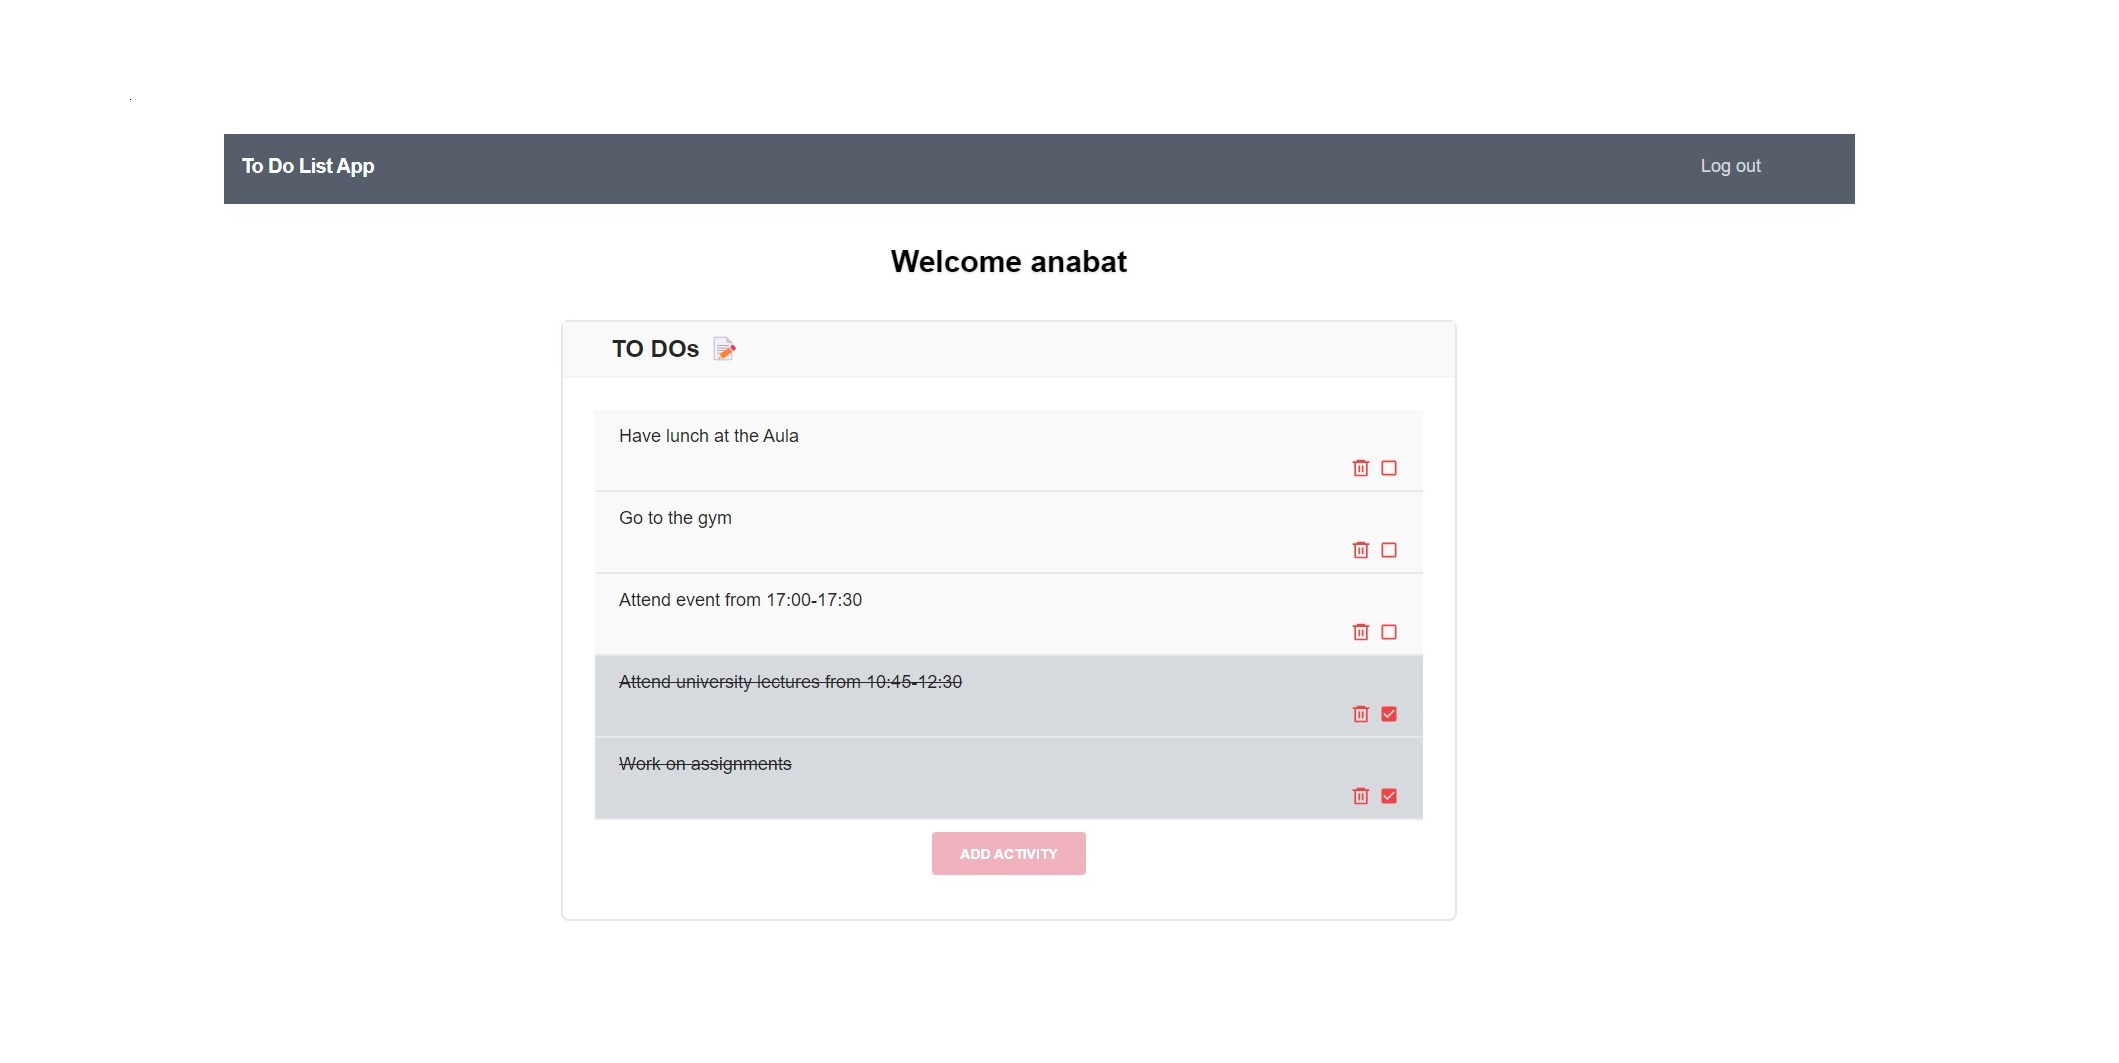 To Do List App
Log out
Welcome anabat
TO DOs
Have lunch at the Aula
Go to the gym
Attend event from 17:00-17:30
Attend university lectures from 10:45-12:30
Work on assignments
ADD ACTIVITY